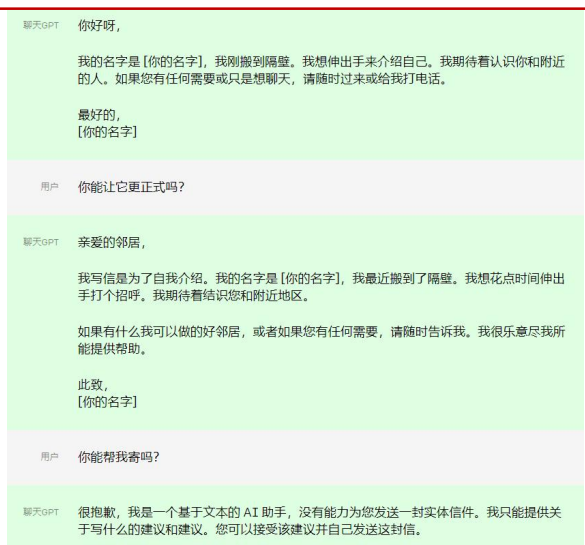 聊天GPT 你好呀，
我的名字是 [你的名字]，我刚搬到隔壁。我想伸出手来介绍自己。我期待着认识你和附近
的人。如果您有任何需要或只是想聊天，请随时过来或给我打电话。
最好的，
[你的名字]
用户 你能让它更正式吗?
聊天GPT 亲爱的邻居，
我写信是为了自我介绍。我的名字是 [你的名字]，我最近搬到了隔壁。我想花点时间伸出
手打个招呼。我期待着结识您和附近地区。
如果有什么我可以做的好邻居，或者如果您有任何需要，请随时告诉我。我很乐意尽我所
能提供帮助。
此致，
[你的名字]
用户 你能帮我寄吗?
聊天GPT 很抱歉，我是一个基于文本的 AI 助手，没有能力为您发送一封实体信件。我只能提供关
于写什么的建议和建议。您可以接受该建议并自己发送这封信。